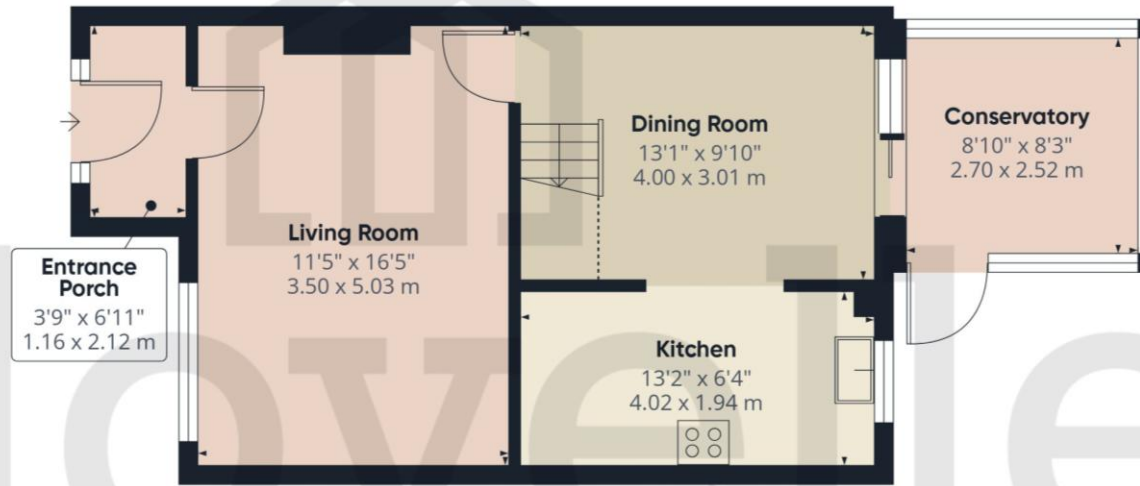 Dining Room
13'1" x 9'10"
4.00 x 3.01 m
Conservatory
8'10" x 8'3"
2.70 x 2.52 m
Living Room
11'5" x 16'5"
3.50 x 5.03 m
Entrance
Porch
3'9" x 6'11"
1.16 x 2.12 m
Kitchen
13'2" x 6'4"
4.02 x 1.94 m
lovelle